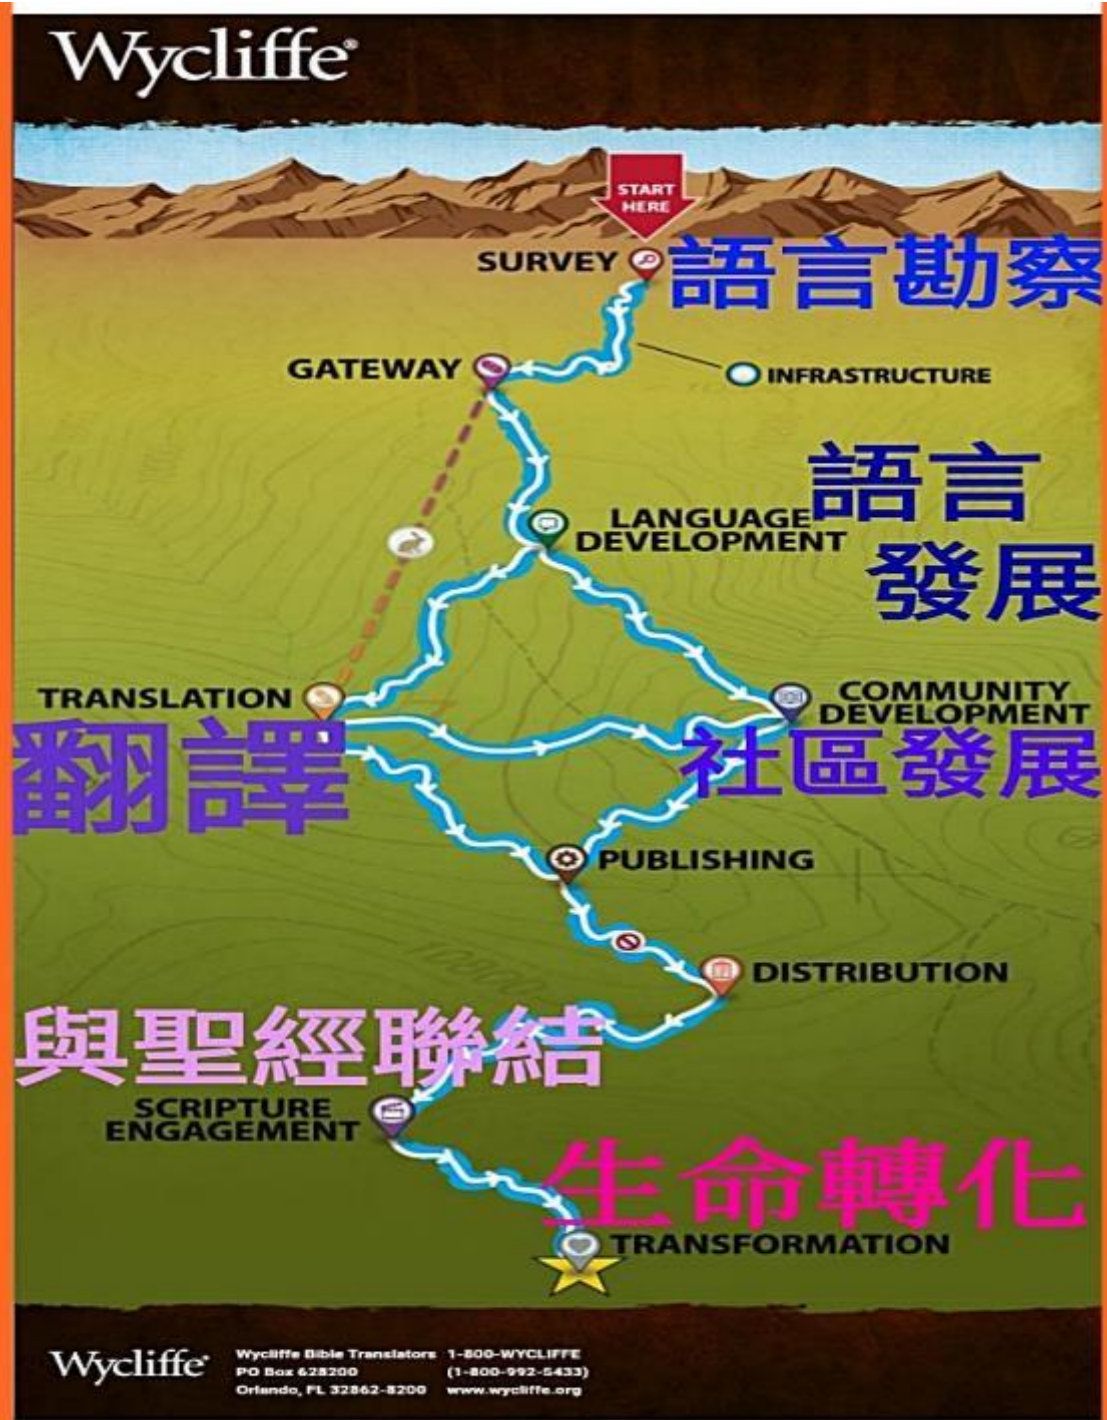 Wycliffe®
START
HERE
SURVEY
語言勘察
GATEWAY
INFRASTRUCTURE
語言
LANGUAGE
DEVELOPMENT
發展
TRANSLATION
COMMUNITY
DEVELOPMENT
翻譯
社區發展
PUBLISHING
DISTRIBUTION
與聖經聯結
SCRIPTURE
ENGAGEMENT
生命轉化
TRANSFORMATION
Wycliffe®
Wycliffe Bible Translators 1-800-WYCLIFFE
PO Box 628200 (1-800-992-5433)
Orlando, FL 32862-8200 www.wycliffe.org